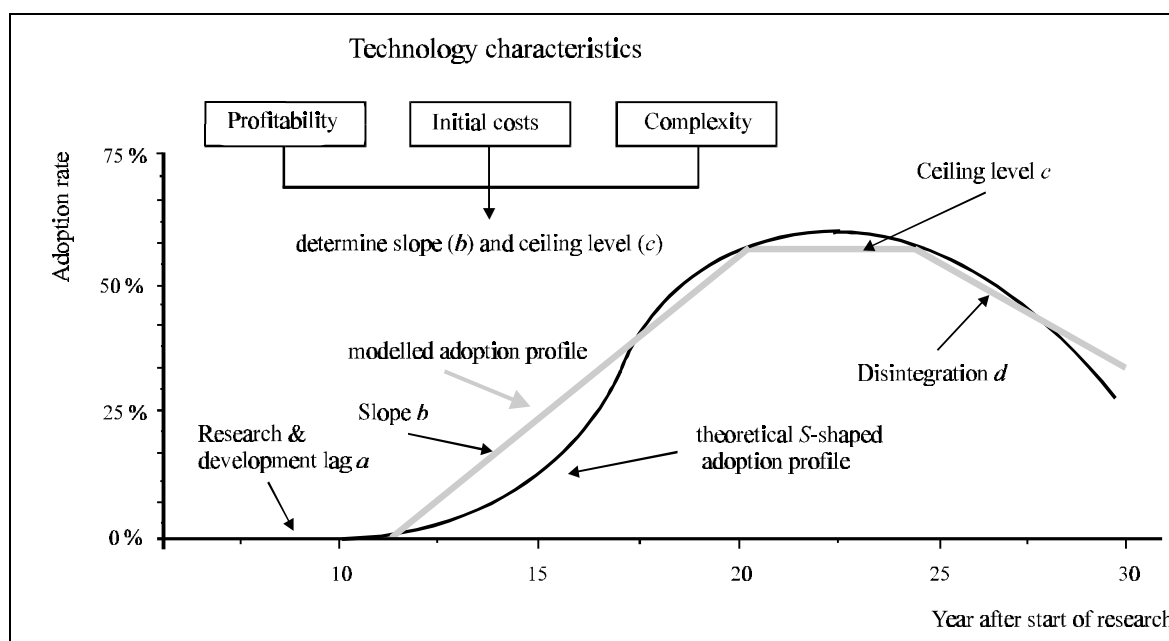 Technology characteristics
Profitability
Initial costs
Complexity
75%
Ceiling level c
determine slope (b) and ceiling level (c)
Adoption rate
50%
modelled adoption profile
Disintegration d
25%
Slope b
Research &
development lag a
theoretical S-shaped
adoption profile
0%
10
15
20
25
30
Year after start of research